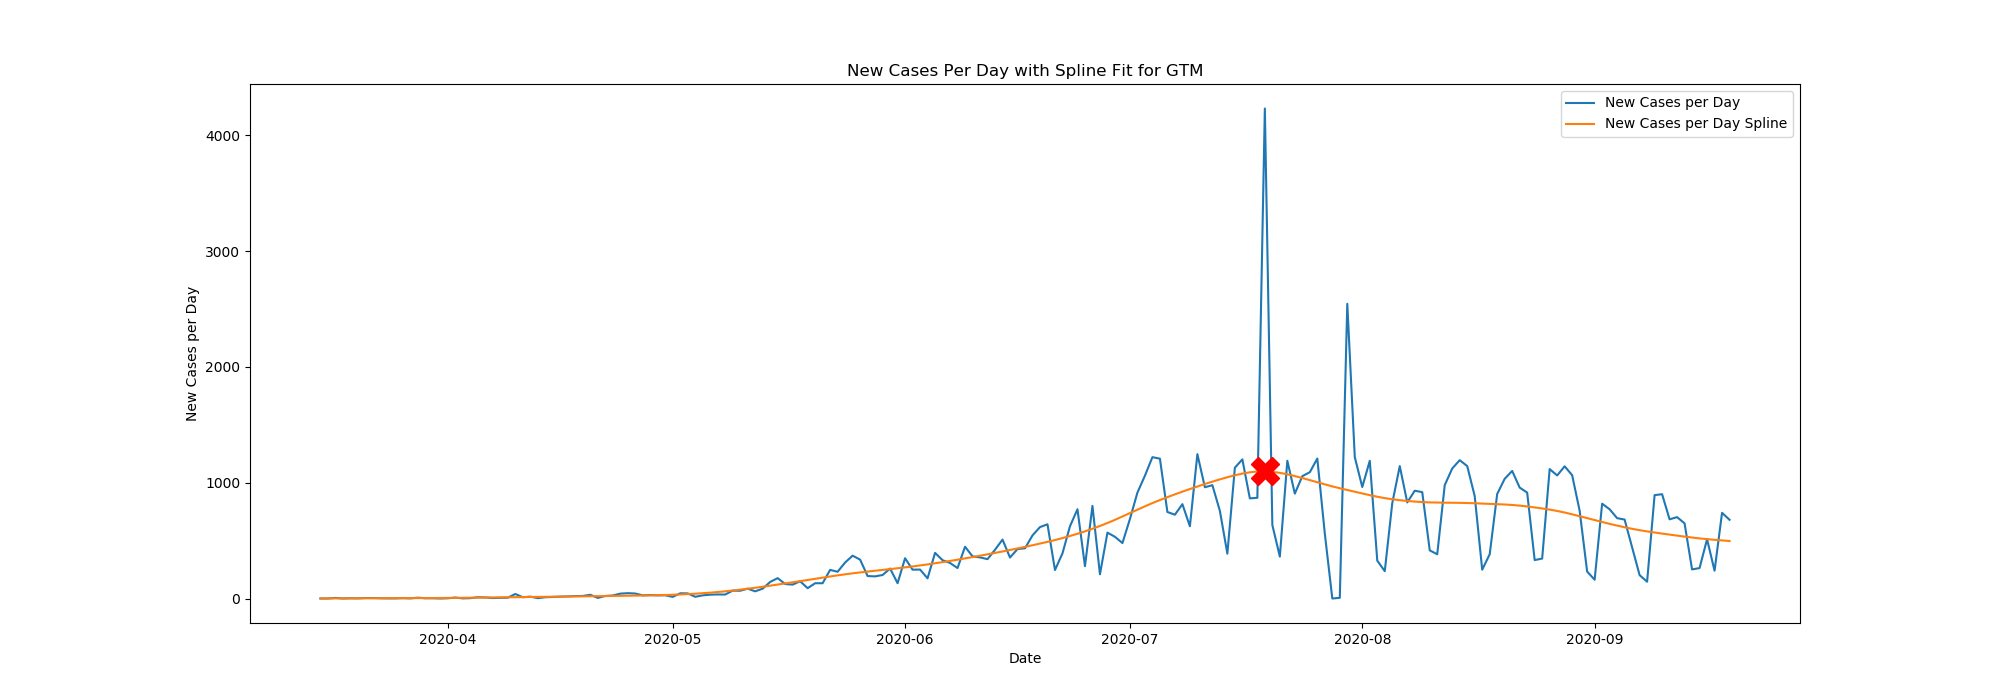 New Cases Per Day with Spline Fit for GTM
New Cases per Day
New Cases per Day Spline
4000
3000
2000
1000
0
New Cases per Day
2020-04 2020-05 2020-06 2020-07 2020-08 2020-09
Date